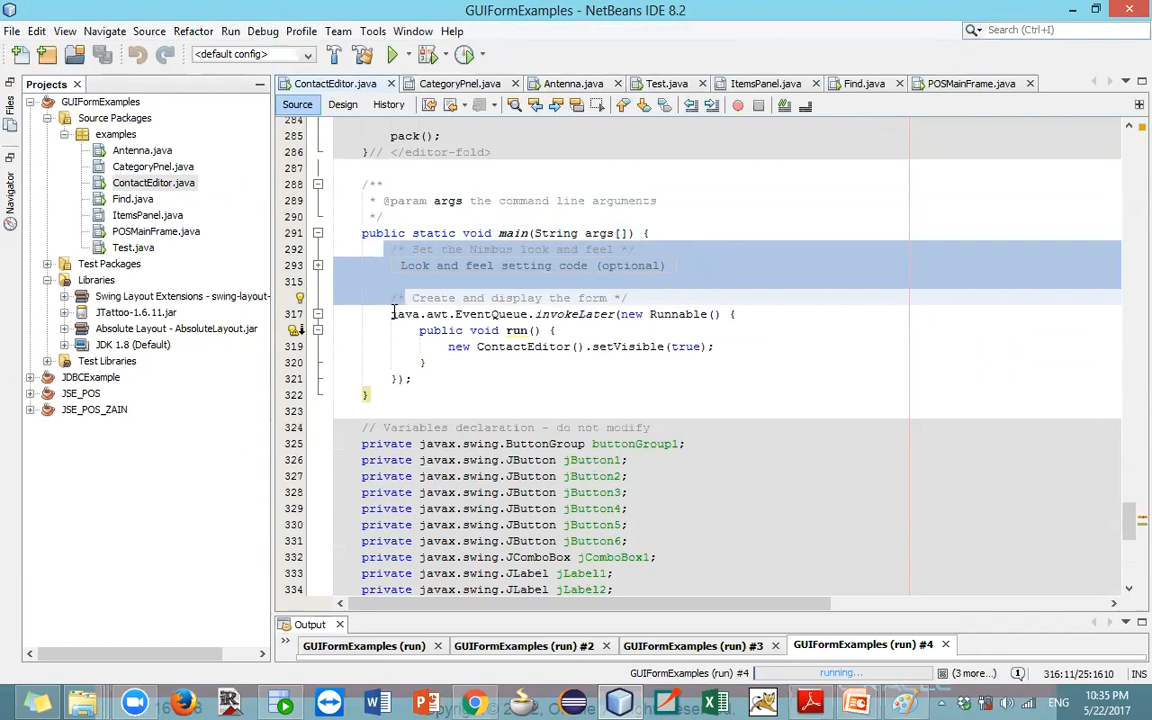 GUIFormExamples - NetBeans IDE 8.2
File Edit View Navigate Source Refactor Run Debug Profile Team Tools Window Help
Search (Ctrl+I)
<default config>
Projects
ContactEditor.java CategoryPnel.java Antenna.java Test.java ItemsPanel.java Find.java POSMainFrame.java
Source Design History
Files
Navigator
GUIFormExamples
Source Packages
examples
Antenna.java
CategoryPnel.java
ContactEditor.java
Find.java
ItemsPanel.java
POSMainFrame.java
Test.java
Test Packages
Libraries
Swing Layout Extensions - swing-layout-
JTattoo-1.6.11.jar
Absolute Layout - AbsoluteLayout.jar
JDK 1.8 (Default)
Test Libraries
JDBCExample
JSE_POS
JSE_POS_ZAIN
284
285 pack();
286 }// </editor-fold>
287
288 /**
289 * @param args the command line arguments
290 */
291 public static void main(String args[]) {
292 /* Set the Nimbus look and feel */
293 Look and feel setting code (optional)
315
/* Create and display the form */
317 java.awt.EventQueue.invokeLater(new Runnable() {
public void run() {
319 new ContactEditor().setVisible(true);
320 }
321 });
322 }
323
324 // Variables declaration - do not modify
325 private javax.swing.ButtonGroup buttonGroup1;
326 private javax.swing.JButton jButton1;
327 private javax.swing.JButton jButton2;
328 private javax.swing.JButton jButton3;
329 private javax.swing.JButton jButton4;
330 private javax.swing.JButton jButton5;
331 private javax.swing.JButton jButton6;
332 private javax.swing.JComboBox jComboBox1;
333 private javax.swing.JLabel jLabel1;
334 private javax.swing.JLabel jLabel2;
Output
GUIFormExamples (run) GUIFormExamples (run) #2 GUIFormExamples (run) #3 GUIFormExamples (run) #4
GUIFormExamples (run) #4 running... (3 more...) 316:11/25:1610 INS
ENG
10:35 PM
5/22/2017